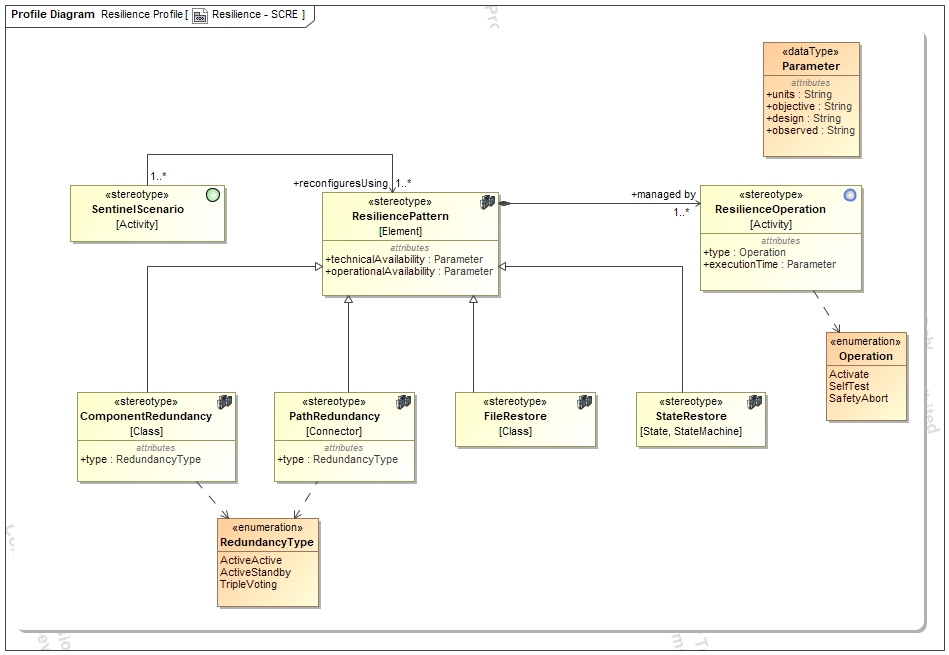 Profile Diagram Resilience Profile [ Resilience - SCRE ]
«dataType»
Parameter
attributes
+units : String
+objective : String
+design : String
+observed : String
1..*
+reconfiguresUsing 1..*
«stereotype»
SentinelScenario
[Activity]
«stereotype»
ResiliencePattern
[Element]
attributes
+technicalAvailability : Parameter
+operationalAvailability : Parameter
+managed by
1..*
«stereotype»
ResilienceOperation
[Activity]
attributes
+type : Operation
+executionTime : Parameter
«enumeration»
Operation
Activate
SelfTest
SafetyAbort
«stereotype»
ComponentRedundancy
[Class]
attributes
+type : RedundancyType
«stereotype»
PathRedundancy
[Connector]
attributes
+type : RedundancyType
«stereotype»
FileRestore
[Class]
«stereotype»
StateRestore
[State, StateMachine]
«enumeration»
RedundancyType
ActiveActive
ActiveStandby
TripleVoting